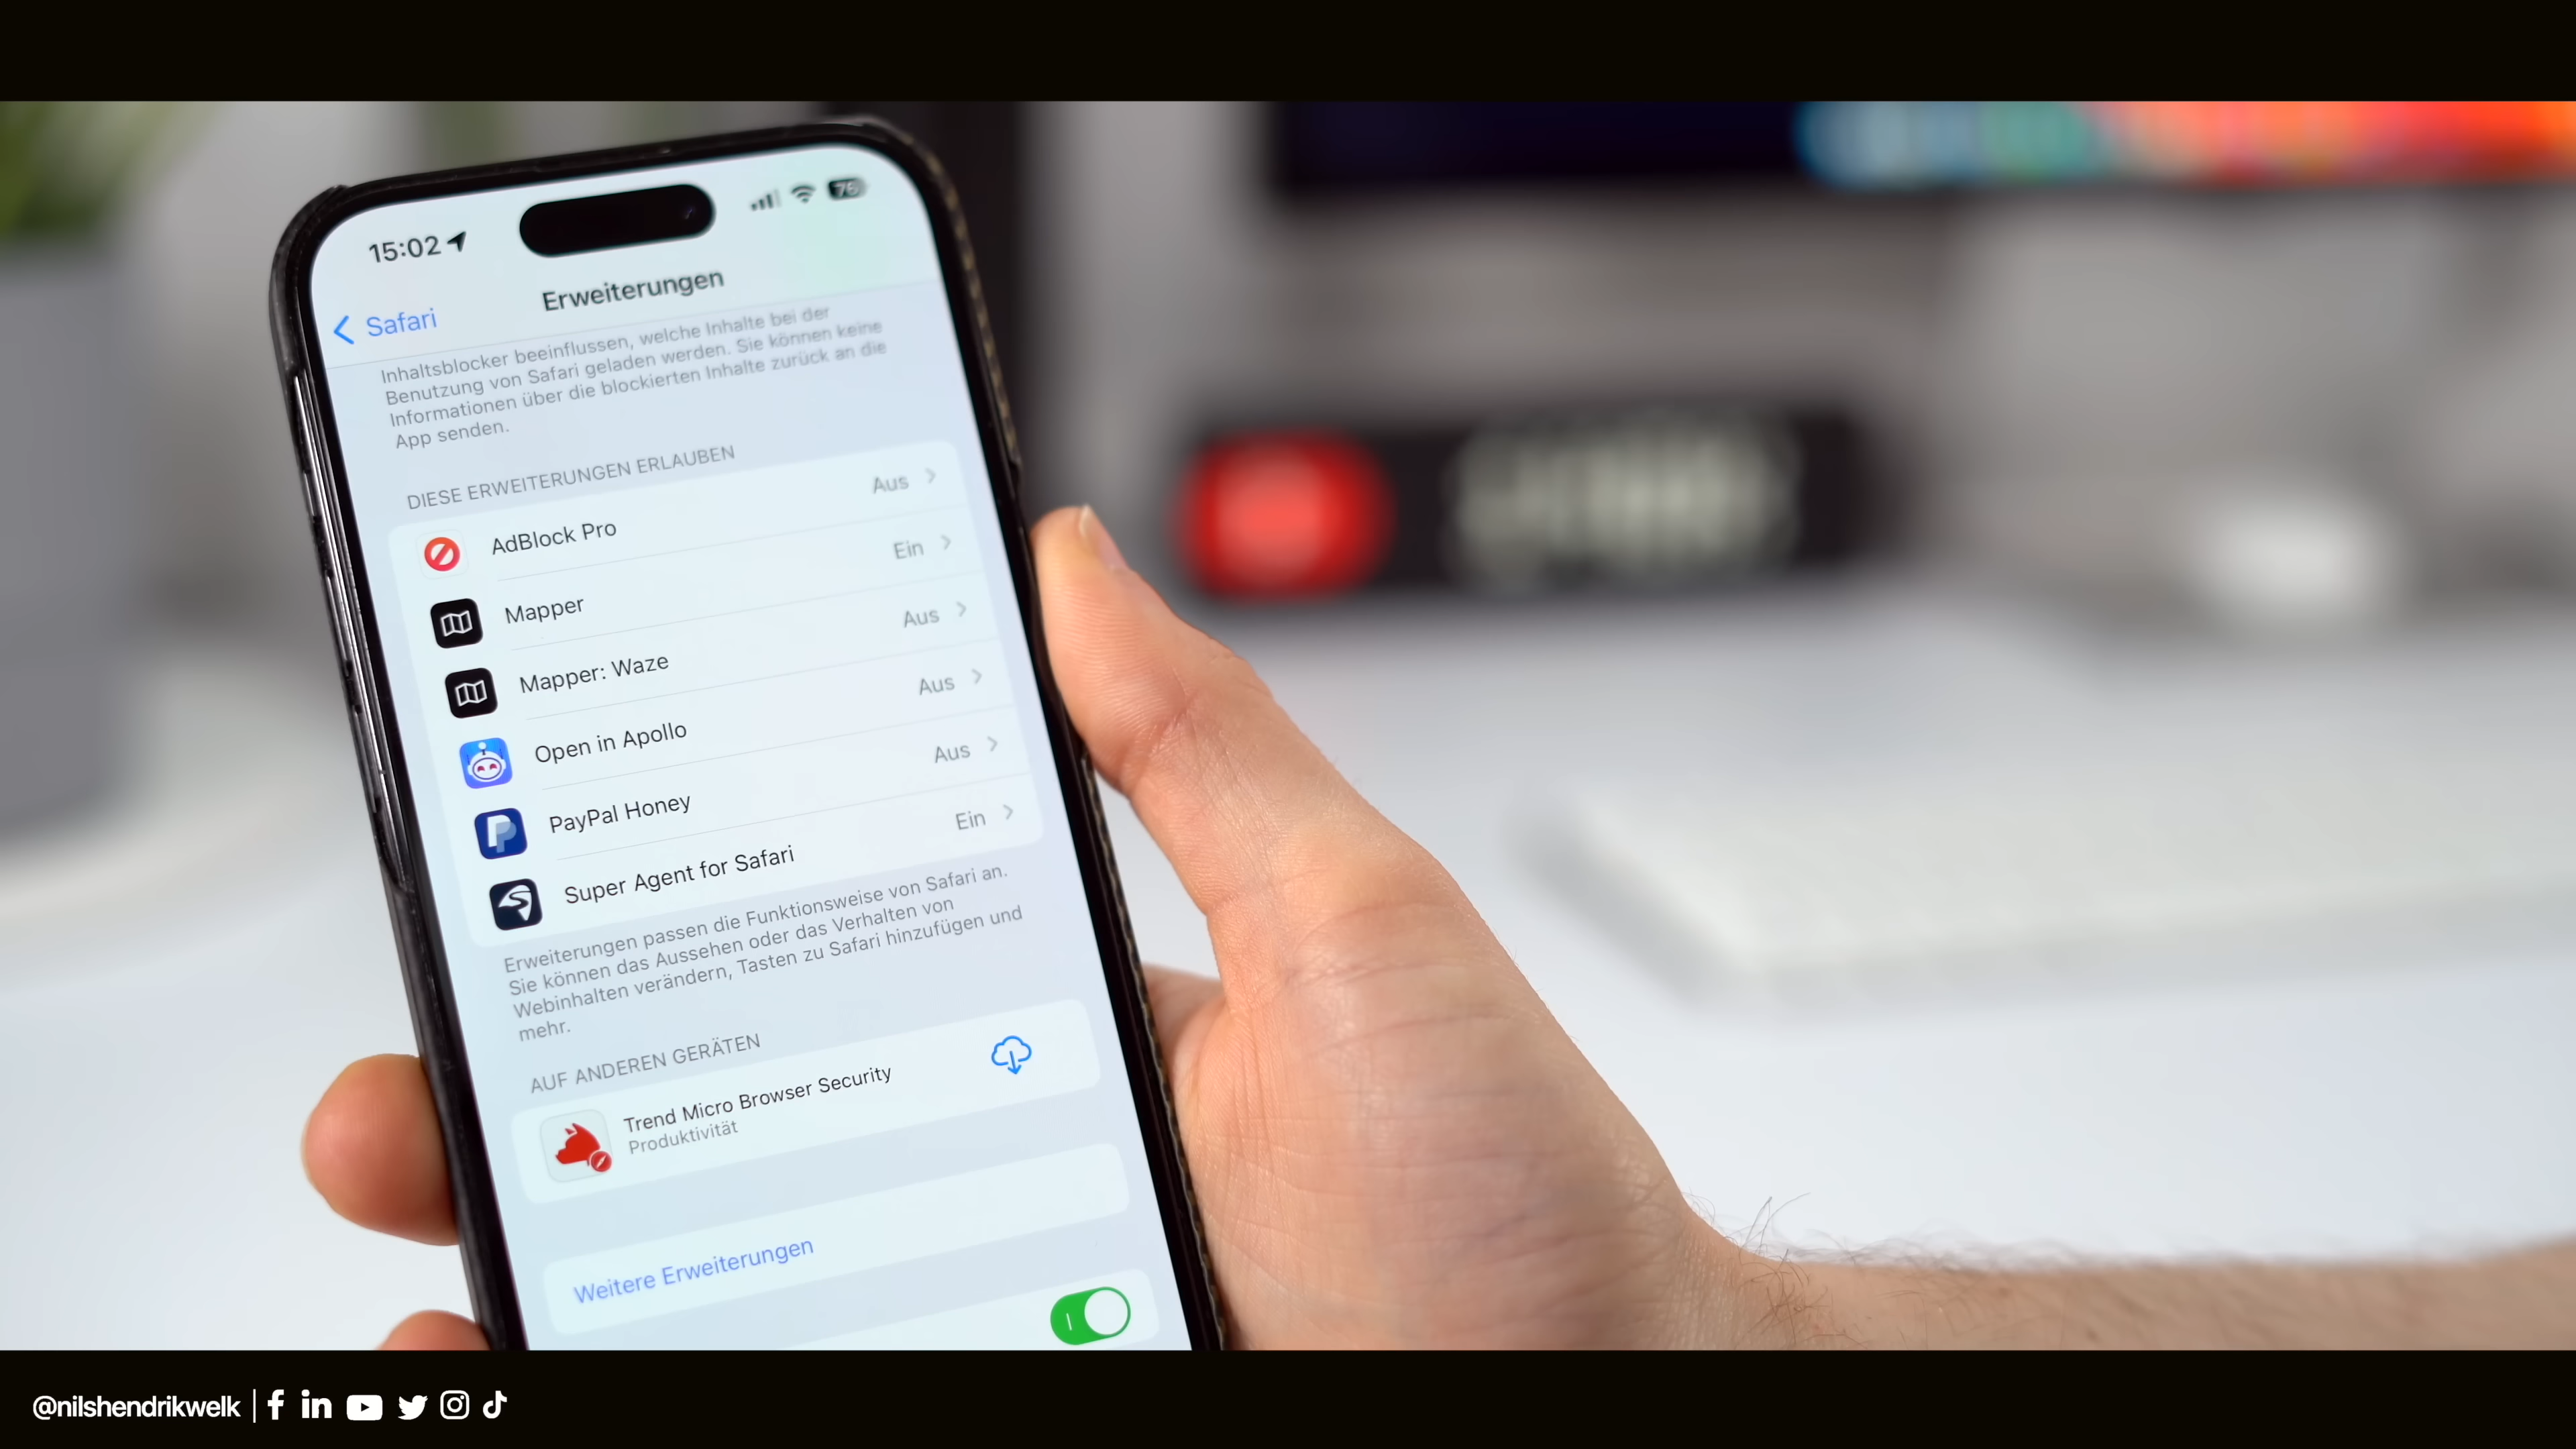 15:02
76
Safari
Erweiterungen
Inhaltsblocker beeinflussen, welche Inhalte bei der
Benutzung von Safari geladen werden. Sie können keine
Informationen über die blockierten Inhalte zurück an die
App senden.
DIESE ERWEITERUNGEN ERLAUBEN
AdBlock Pro Aus
Mapper Ein
Mapper: Waze Aus
Open in Apollo Aus
PayPal Honey Aus
Super Agent for Safari Ein
Erweiterungen passen die Funktionsweise von Safari an.
Sie können das Aussehen oder das Verhalten von
Webinhalten verändern, Tasten zu Safari hinzufügen und
mehr.
AUF ANDEREN GERÄTEN
Trend Micro Browser Security
Produktivität
Weitere Erweiterungen
@nilshendrikwelk